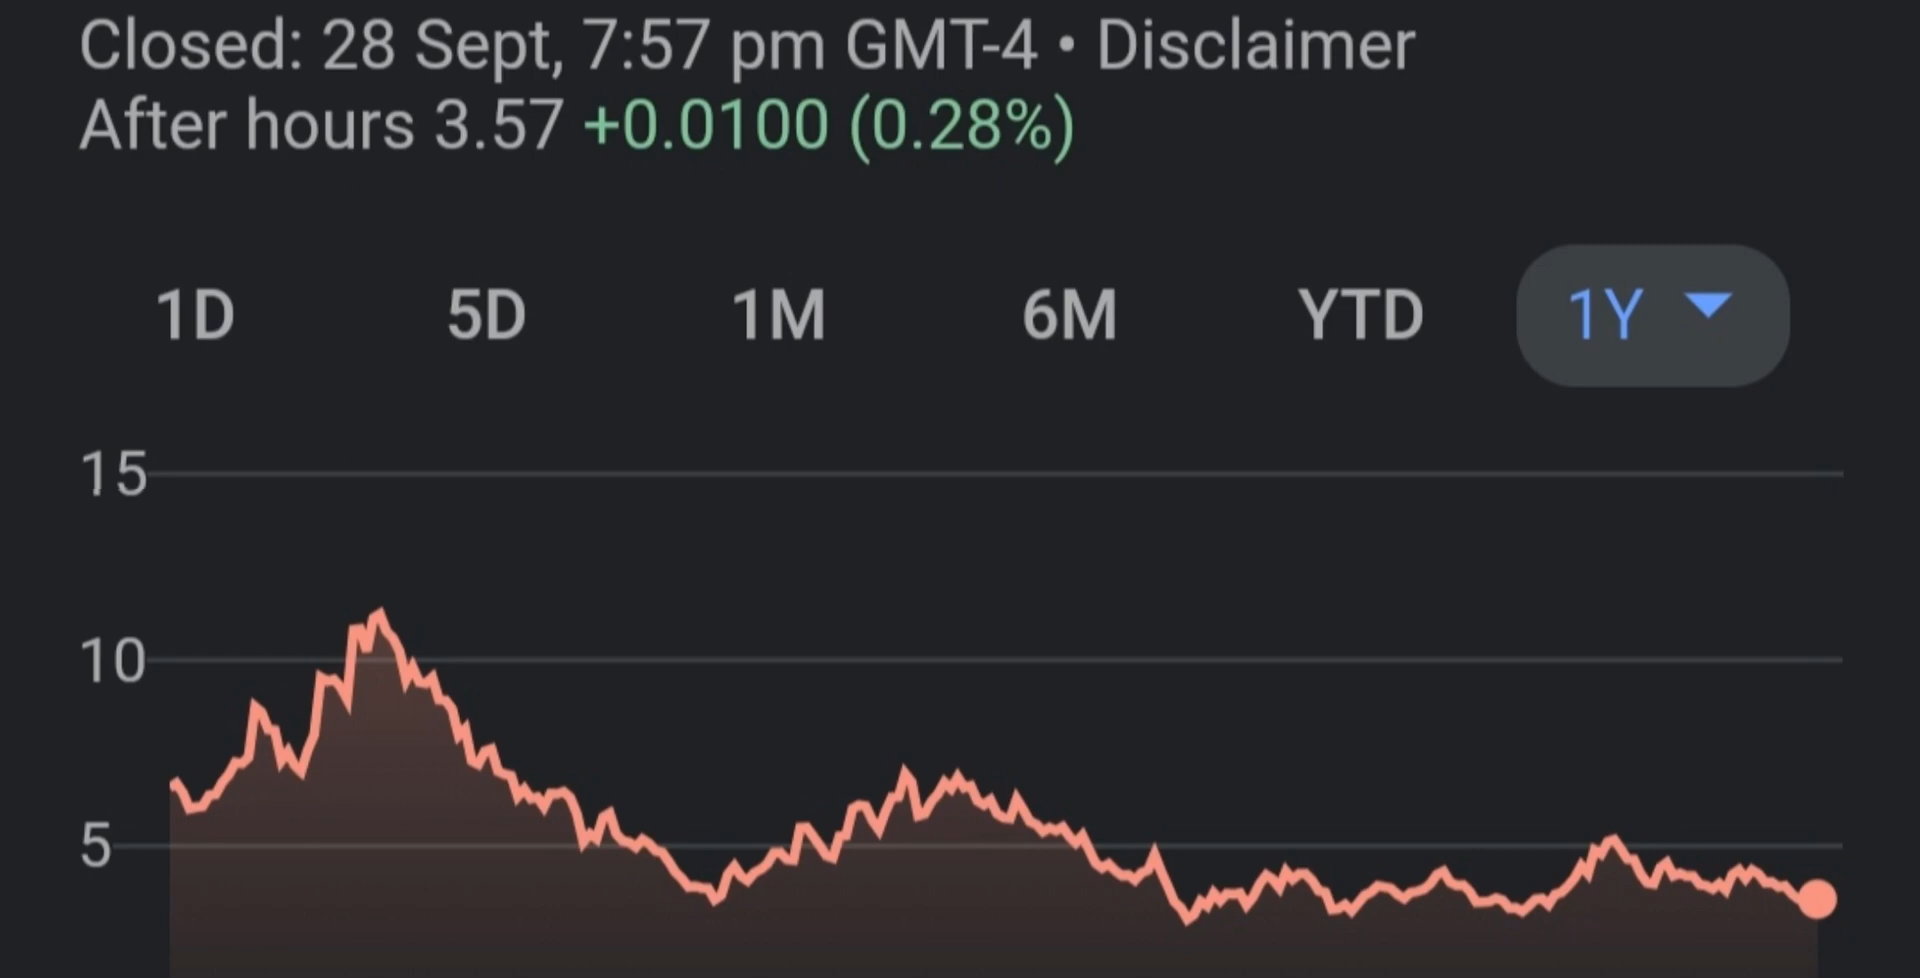 Closed: 28 Sept, 7:57 pm GMT-4 • Disclaimer
After hours 3.57 +0.0100 (0.28%)
1D 5D 1M 6M YTD 1Y
15
10
5